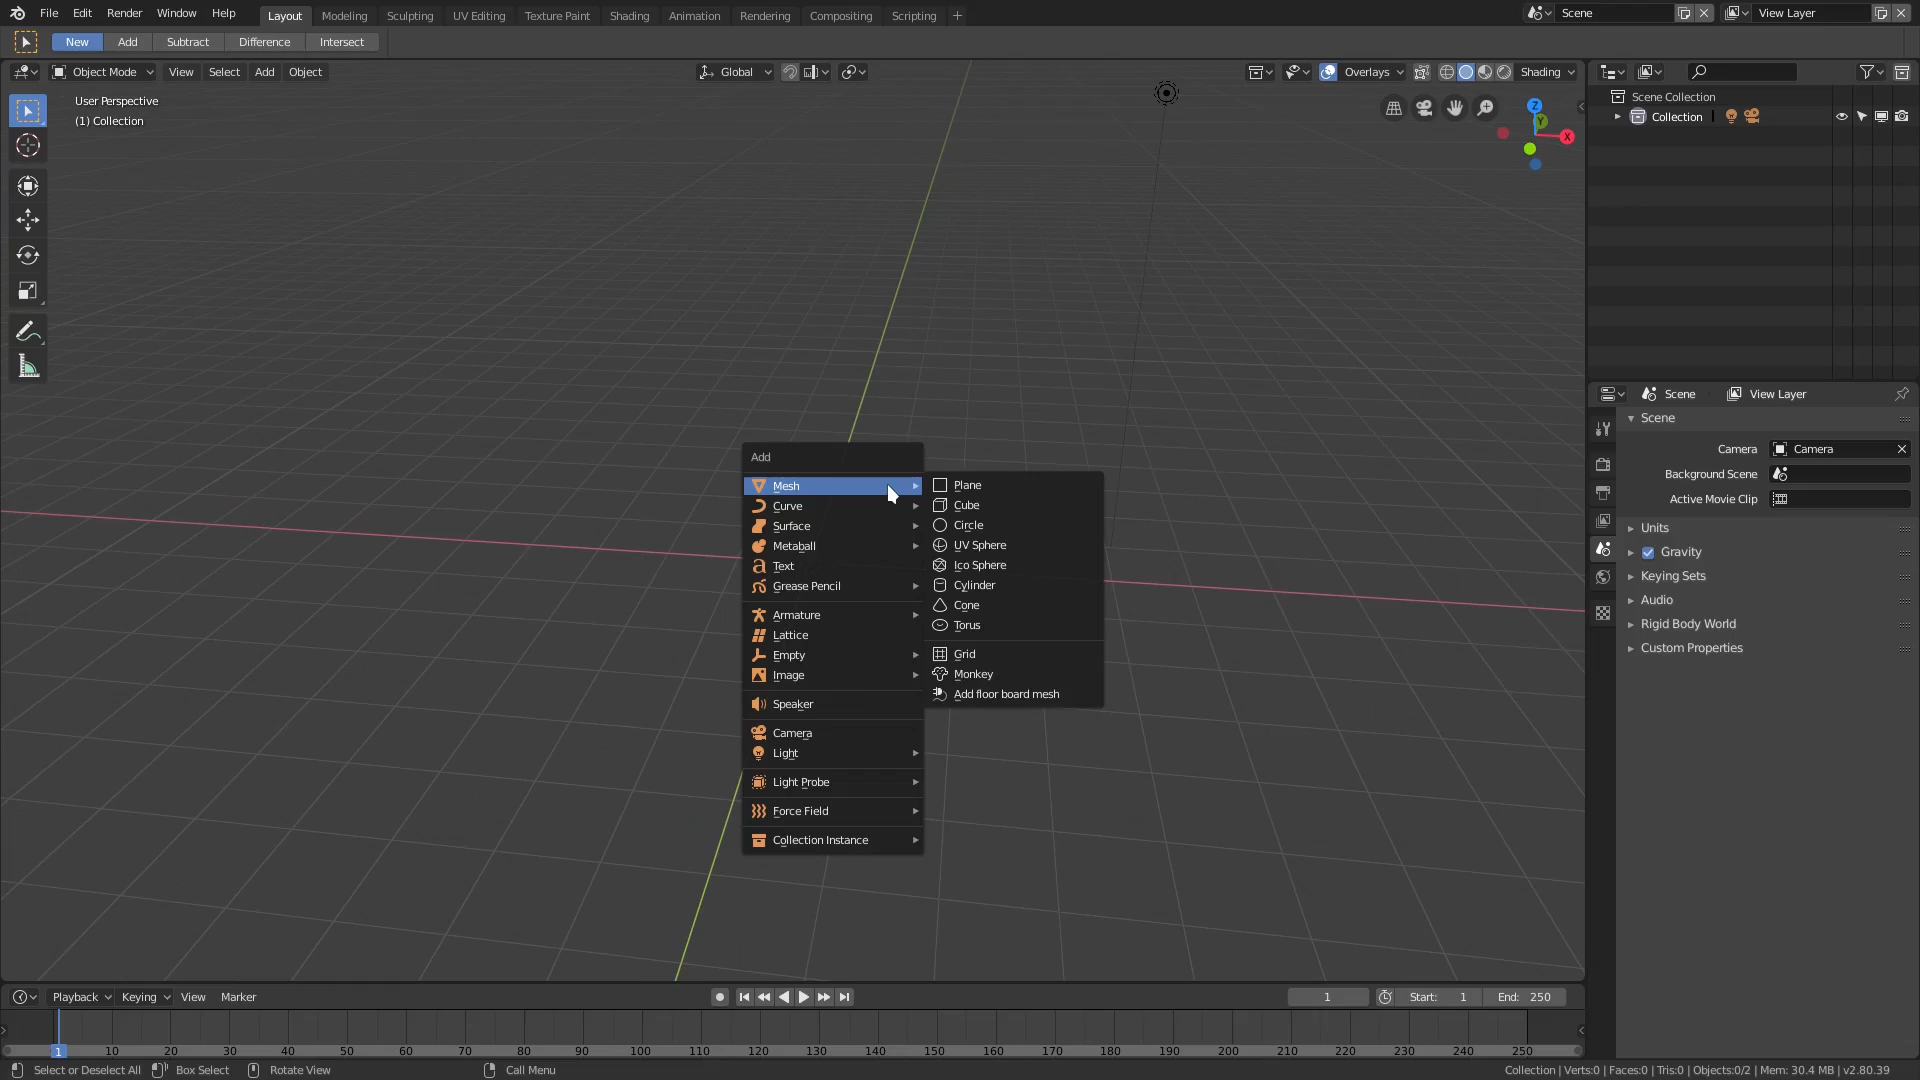 File Edit Render Window Help Layout Modeling Sculpting UV Editing Texture Paint Shading Animation Rendering Compositing Scripting + Scene View Layer
New Add Subtract Difference Intersect
Object Mode View Select Add Object Global Overlays Shading
User Perspective
(1) Collection
Z
Y
X
Scene Collection
Collection
Scene View Layer
Scene
Camera Camera
Background Scene
Active Movie Clip
Units
Gravity
Keying Sets
Audio
Rigid Body World
Custom Properties
Add
Mesh
Curve
Surface
Metaball
Text
Grease Pencil
Armature
Lattice
Empty
Image
Speaker
Camera
Light
Light Probe
Force Field
Collection Instance
Plane
Cube
Circle
UV Sphere
Ico Sphere
Cylinder
Cone
Torus
Grid
Monkey
Add floor board mesh
Playback Keying View Marker 1 Start: 1 End: 250
1 10 20 30 40 50 60 70 80 90 100 110 120 130 140 150 160 170 180 190 200 210 220 230 240 250
Select or Deselect All Box Select Rotate View Call Menu Collection | Verts:0 | Faces:0 | Tris:0 | Objects:0/2 | Mem: 30.4 MB | v2.80.39